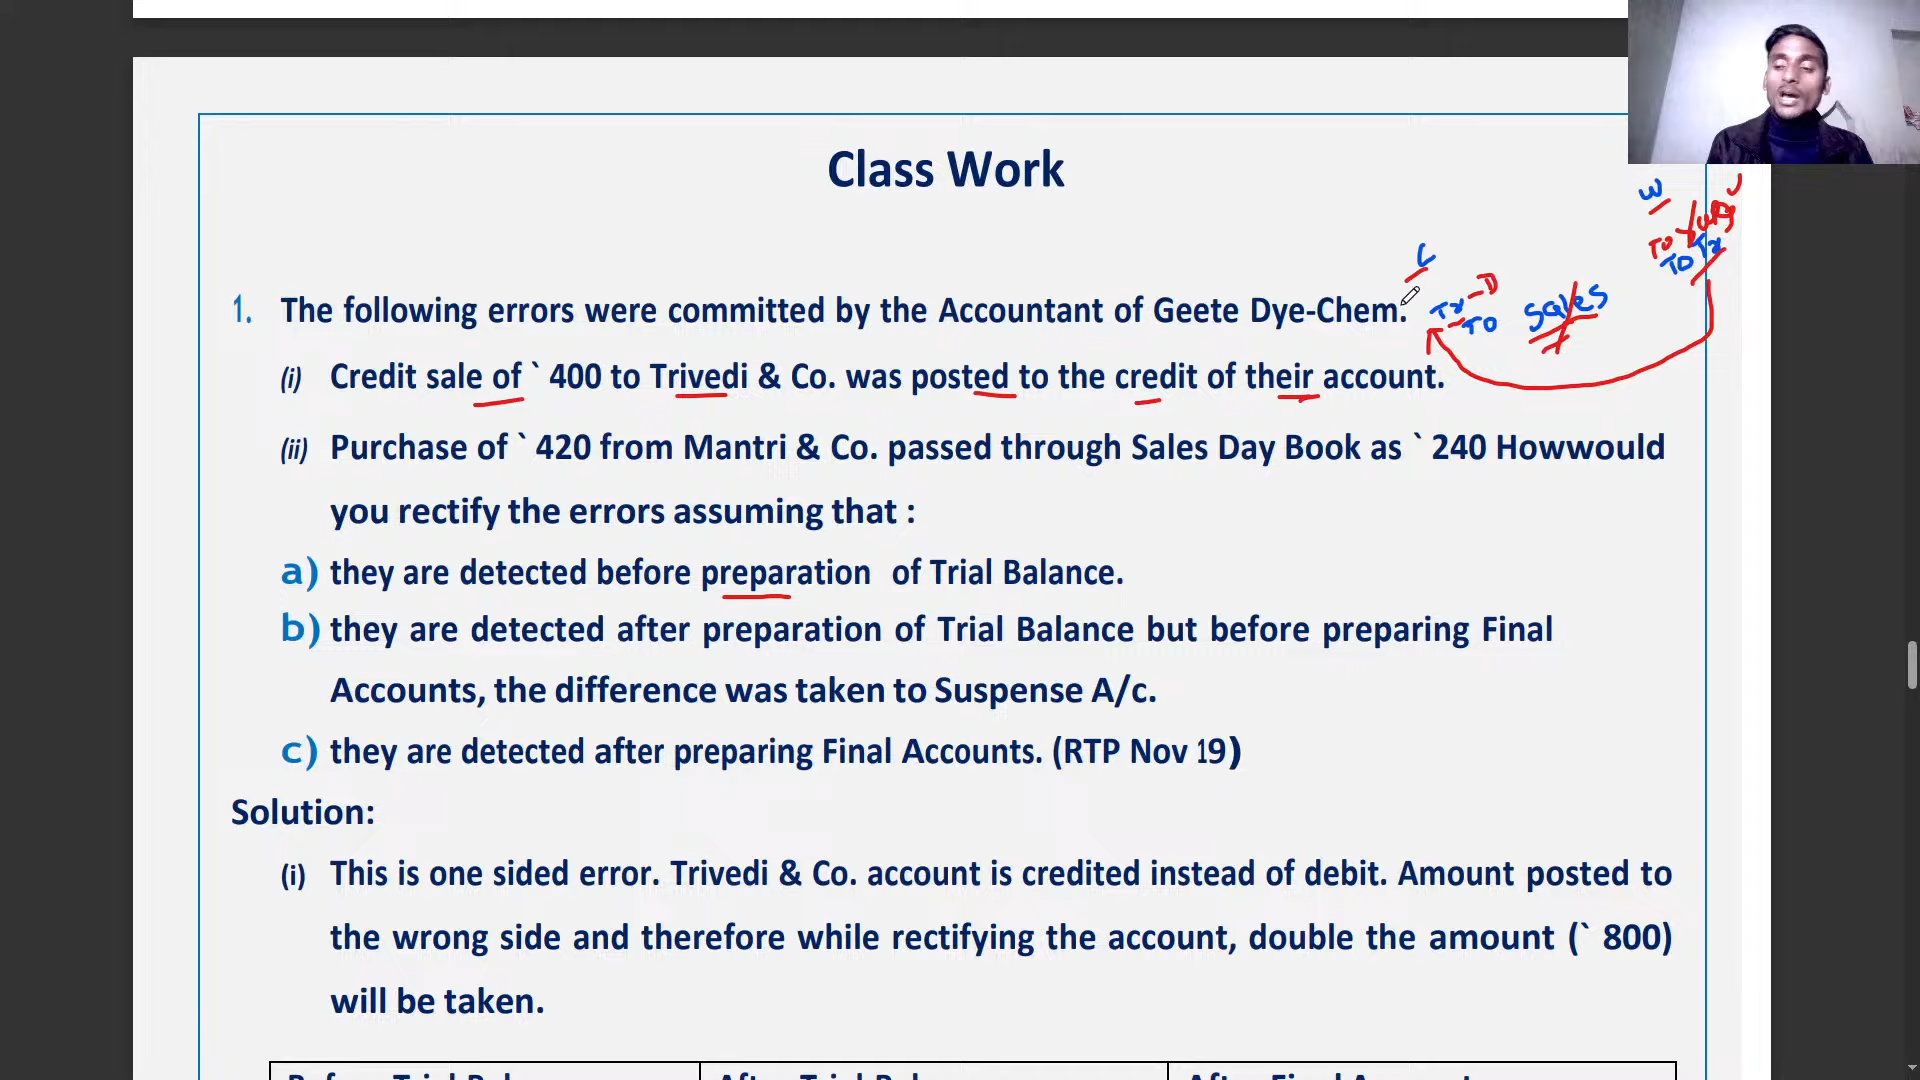 Class Work
W
C
1. The following errors were committed by the Accountant of Geete Dye-Chem.
Sales
To
(i) Credit sale of ` 400 to Trivedi & Co. was posted to the credit of their account.
(ii) Purchase of ` 420 from Mantri & Co. passed through Sales Day Book as ` 240 Howwould
you rectify the errors assuming that :
a) they are detected before preparation of Trial Balance.
b) they are detected after preparation of Trial Balance but before preparing Final
Accounts, the difference was taken to Suspense A/c.
c) they are detected after preparing Final Accounts. (RTP Nov 19)
Solution:
(i) This is one sided error. Trivedi & Co. account is credited instead of debit. Amount posted to
the wrong side and therefore while rectifying the account, double the amount (` 800)
will be taken.